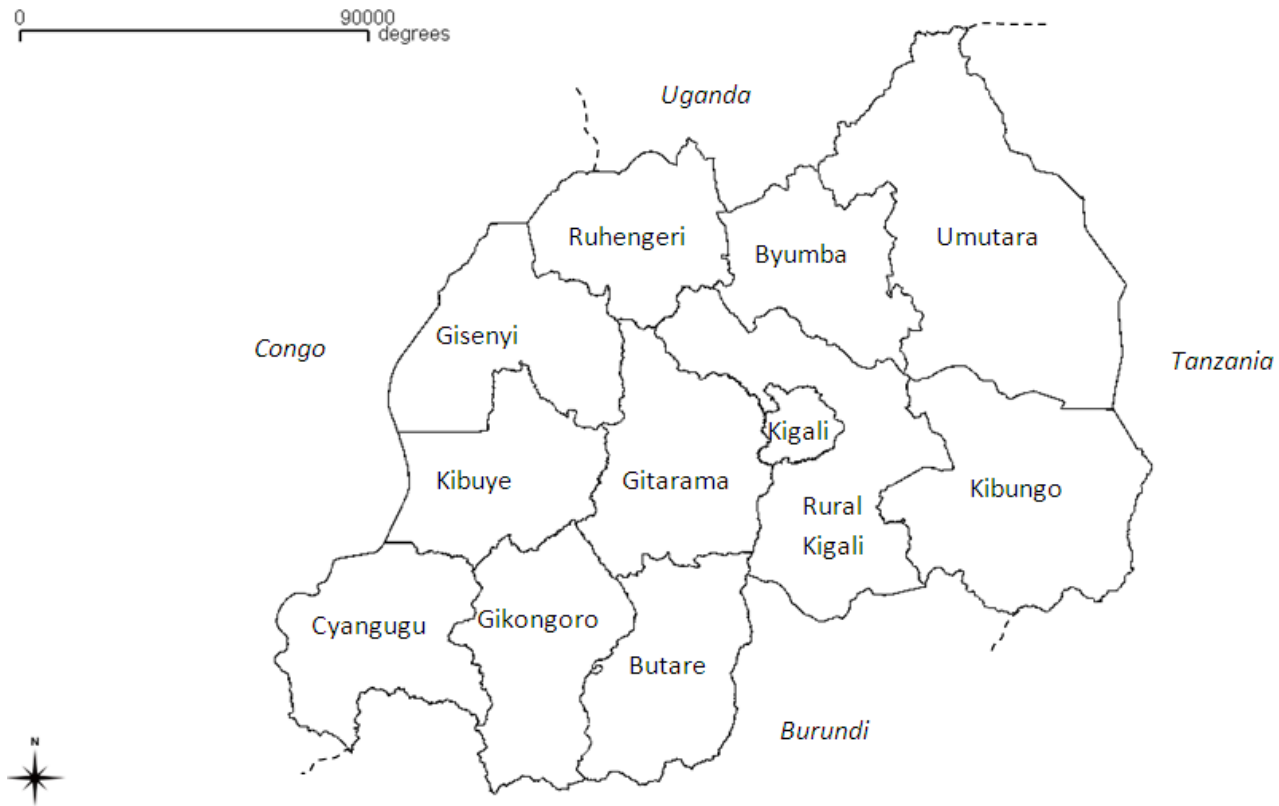 0 90000
degrees
Uganda
Ruhengeri
Byumba
Umutara
Gisenyi
Congo
Tanzania
Kigali
Kibuye
Gitarama
Kibungo
Rural
Kigali
Cyangugu
Gikongoro
Butare
Burundi
N